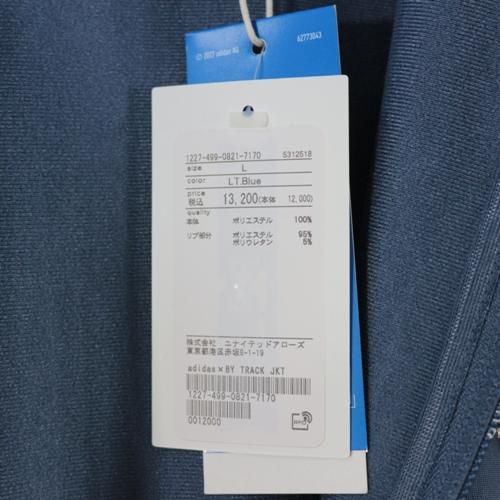 (C) 2022 adidas AG
62773043
1227-499-0821-7170 5312518
size L
color LT.Blue
price
税込 13,200(本体 12,000)
quality
本体 ポリエステル 100%
リブ部分 ポリエステル 95%
ポリウレタン 5%
株式会社 ユナイテッドアローズ
東京都港区赤坂8-1-19
adidas×BY TRACK JKT
1227-499-0821-7170
0012000
RFID